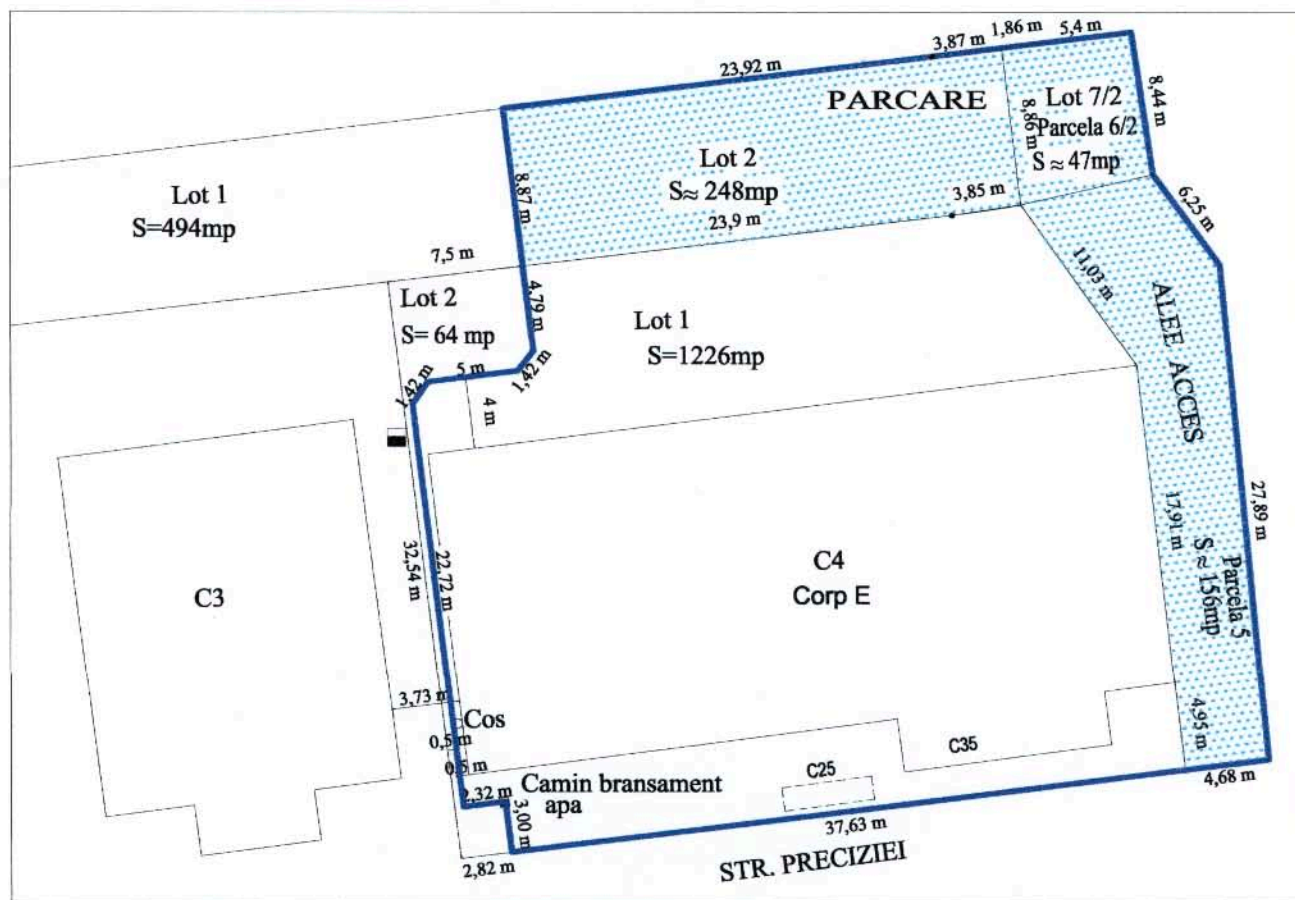 23,92 m
3,87 m
1,86 m
5,4 m
PARCARE
Lot 7/2
Parcela 6/2
S ≈ 47mp
8,86 m
8,44 m
Lot 2
S≈ 248mp
Lot 1
S=494mp
8,87 m
3,85 m
23,9 m
6,25 m
7,5 m
11,03 m
Lot 2
S= 64 mp
4,79 m
Lot 1
S=1226mp
ALEE ACCES
1,42 m
5 m
1,42 m
4 m
27,89 m
17,91 m
Parcela 5
S ≈ 156mp
C3
32,54 m
22,72 m
C4
Corp E
3,73 m
Cos
0,5 m
0,5 m
4,95 m
C35
C25
Camin bransament
apa
2,32 m
3,00 m
4,68 m
37,63 m
2,82 m
STR. PRECIZIEI